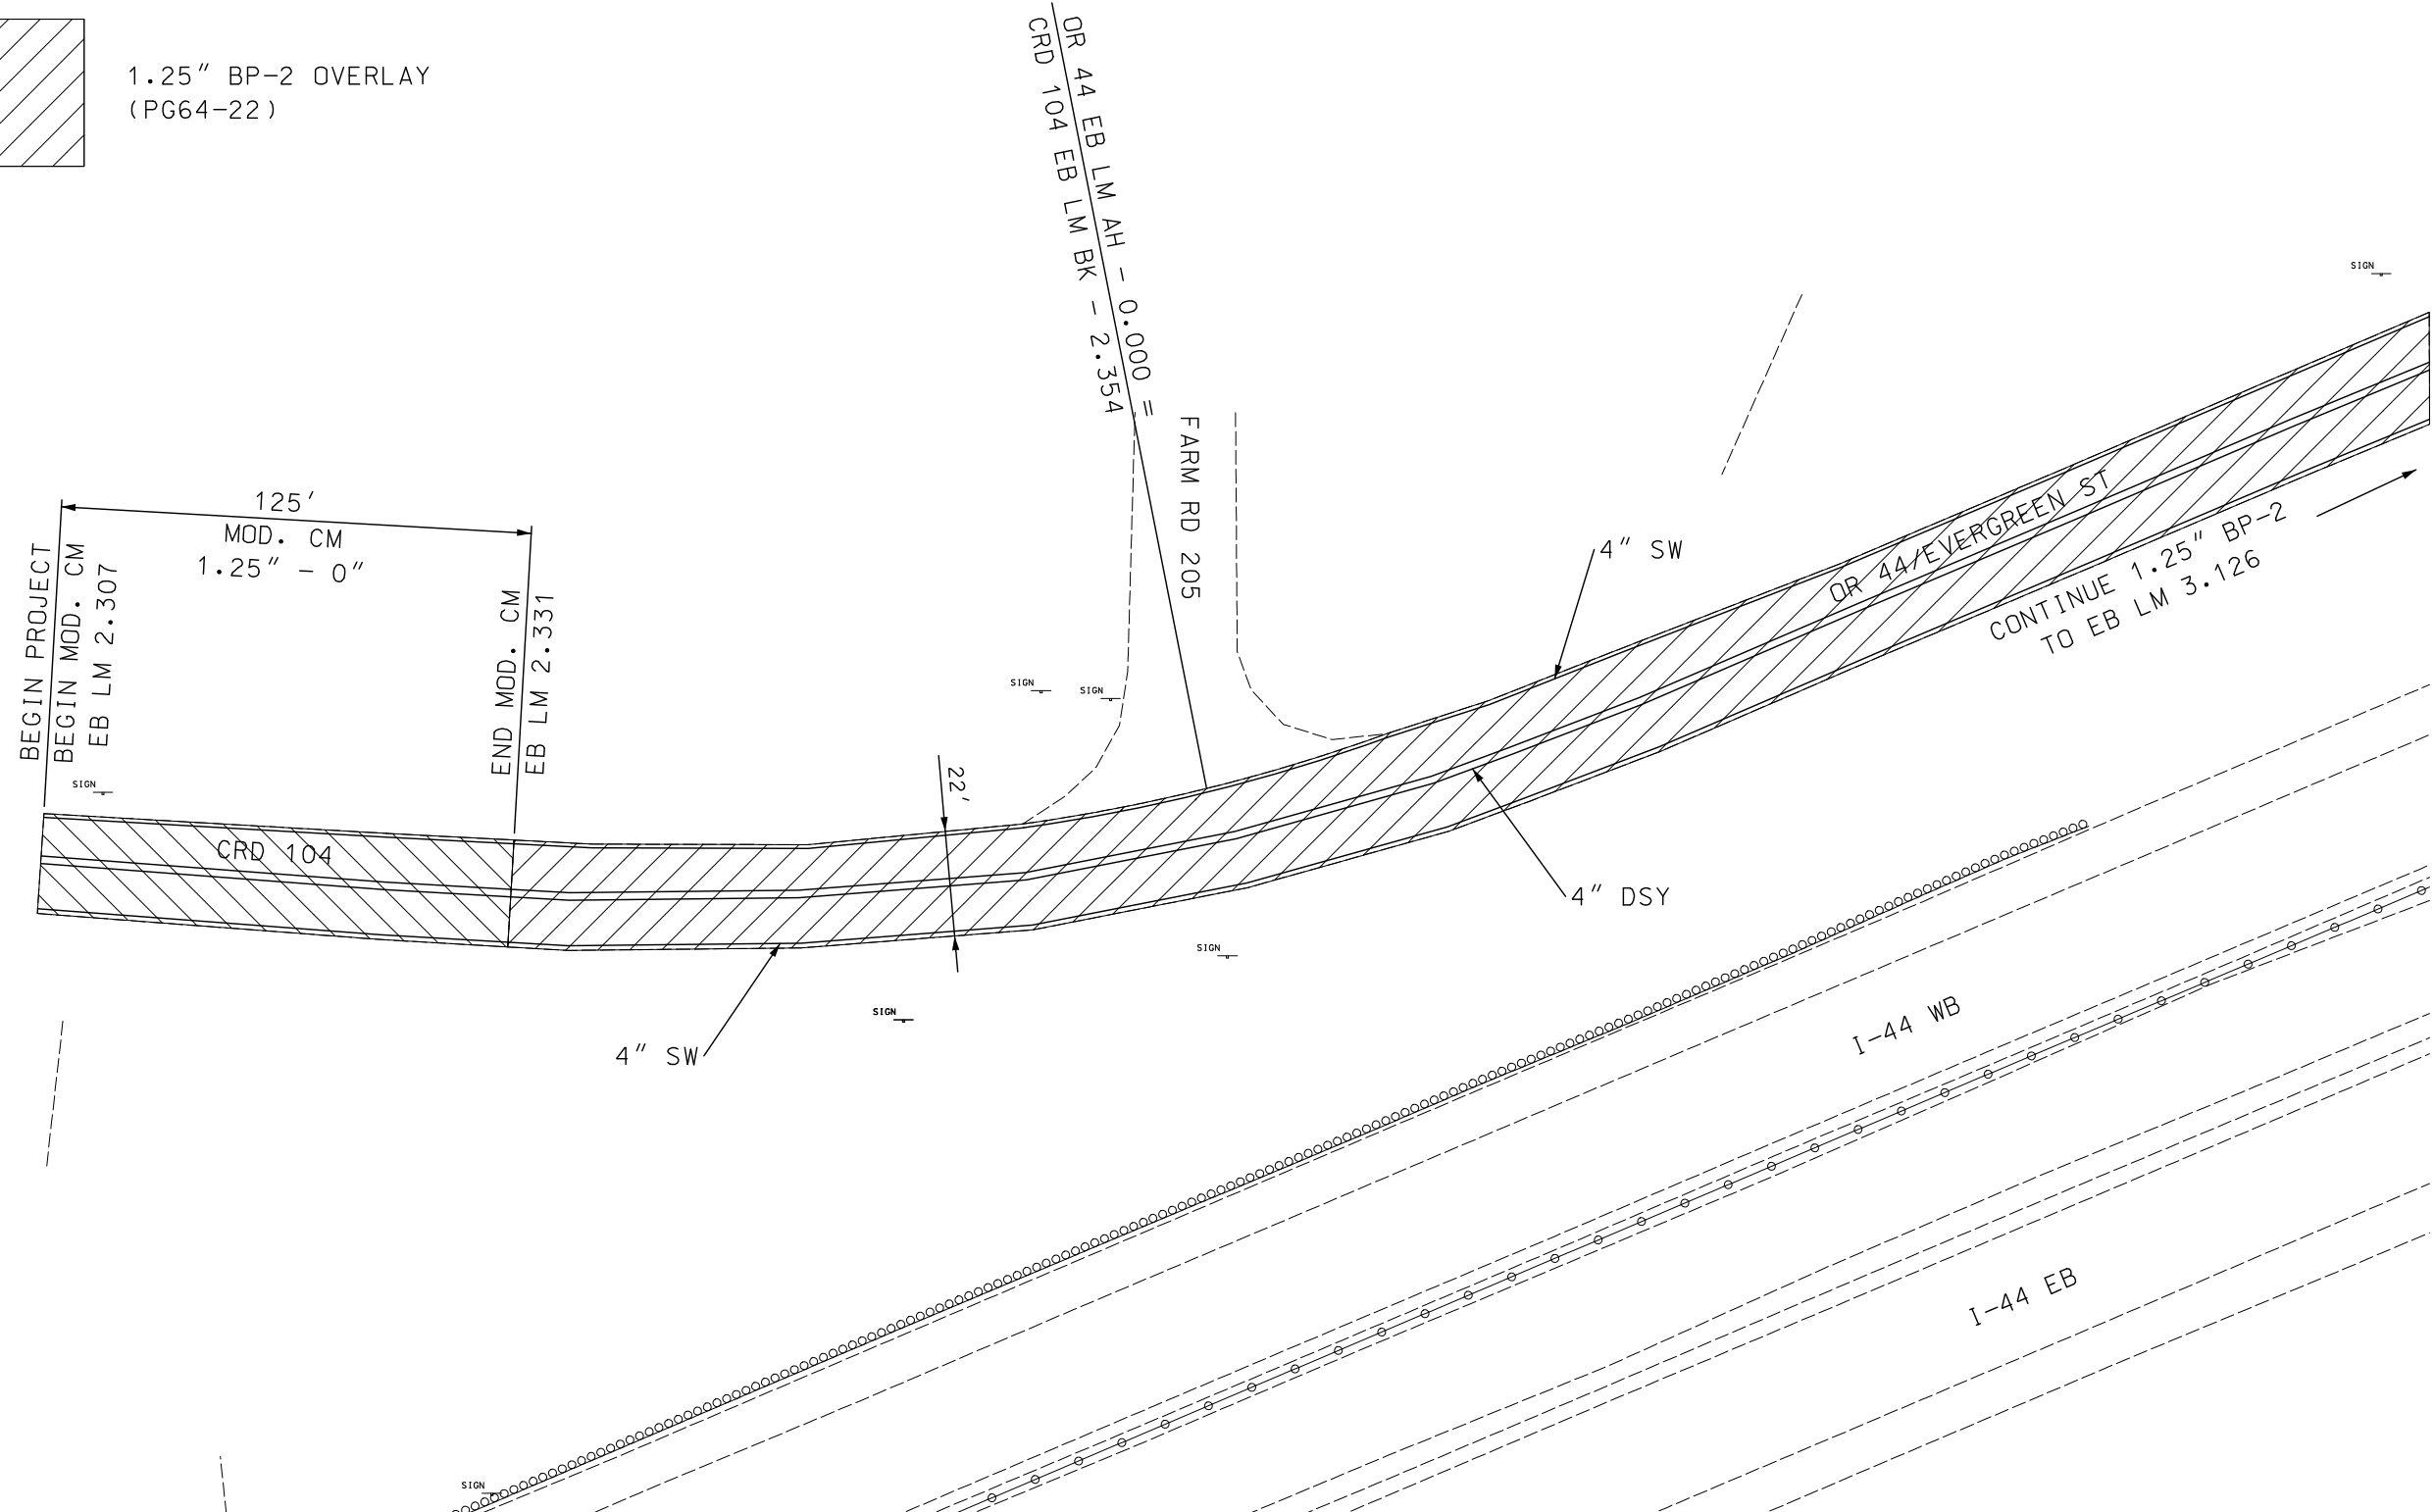 1.25" BP-2 OVERLAY
(PG64-22)
OR 44 EB LM AH - 0.000 =
CRD 104 EB LM BK - 2.354
FARM RD 205
SIGN
125'
MOD. CM
1.25" - 0"
BEGIN PROJECT
BEGIN MOD. CM
EB LM 2.307
END MOD. CM
EB LM 2.331
4" SW
OR 44/EVERGREEN ST
CONTINUE 1.25" BP-2
TO EB LM 3.126
SIGN
SIGN
SIGN
22'
CRD 104
4" DSY
SIGN
SIGN
4" SW
I-44 WB
I-44 EB
SIGN